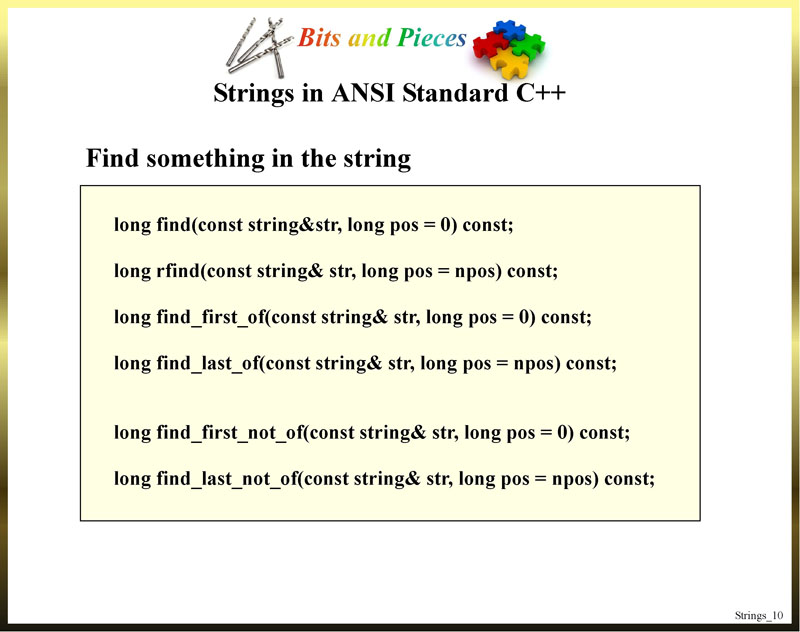 Bits and Pieces
Strings in ANSI Standard C++
Find something in the string
long find(const string&str, long pos = 0) const;
long rfind(const string& str, long pos = npos) const;
long find_first_of(const string& str, long pos = 0) const;
long find_last_of(const string& str, long pos = npos) const;
long find_first_not_of(const string& str, long pos = 0) const;
long find_last_not_of(const string& str, long pos = npos) const;
Strings_10